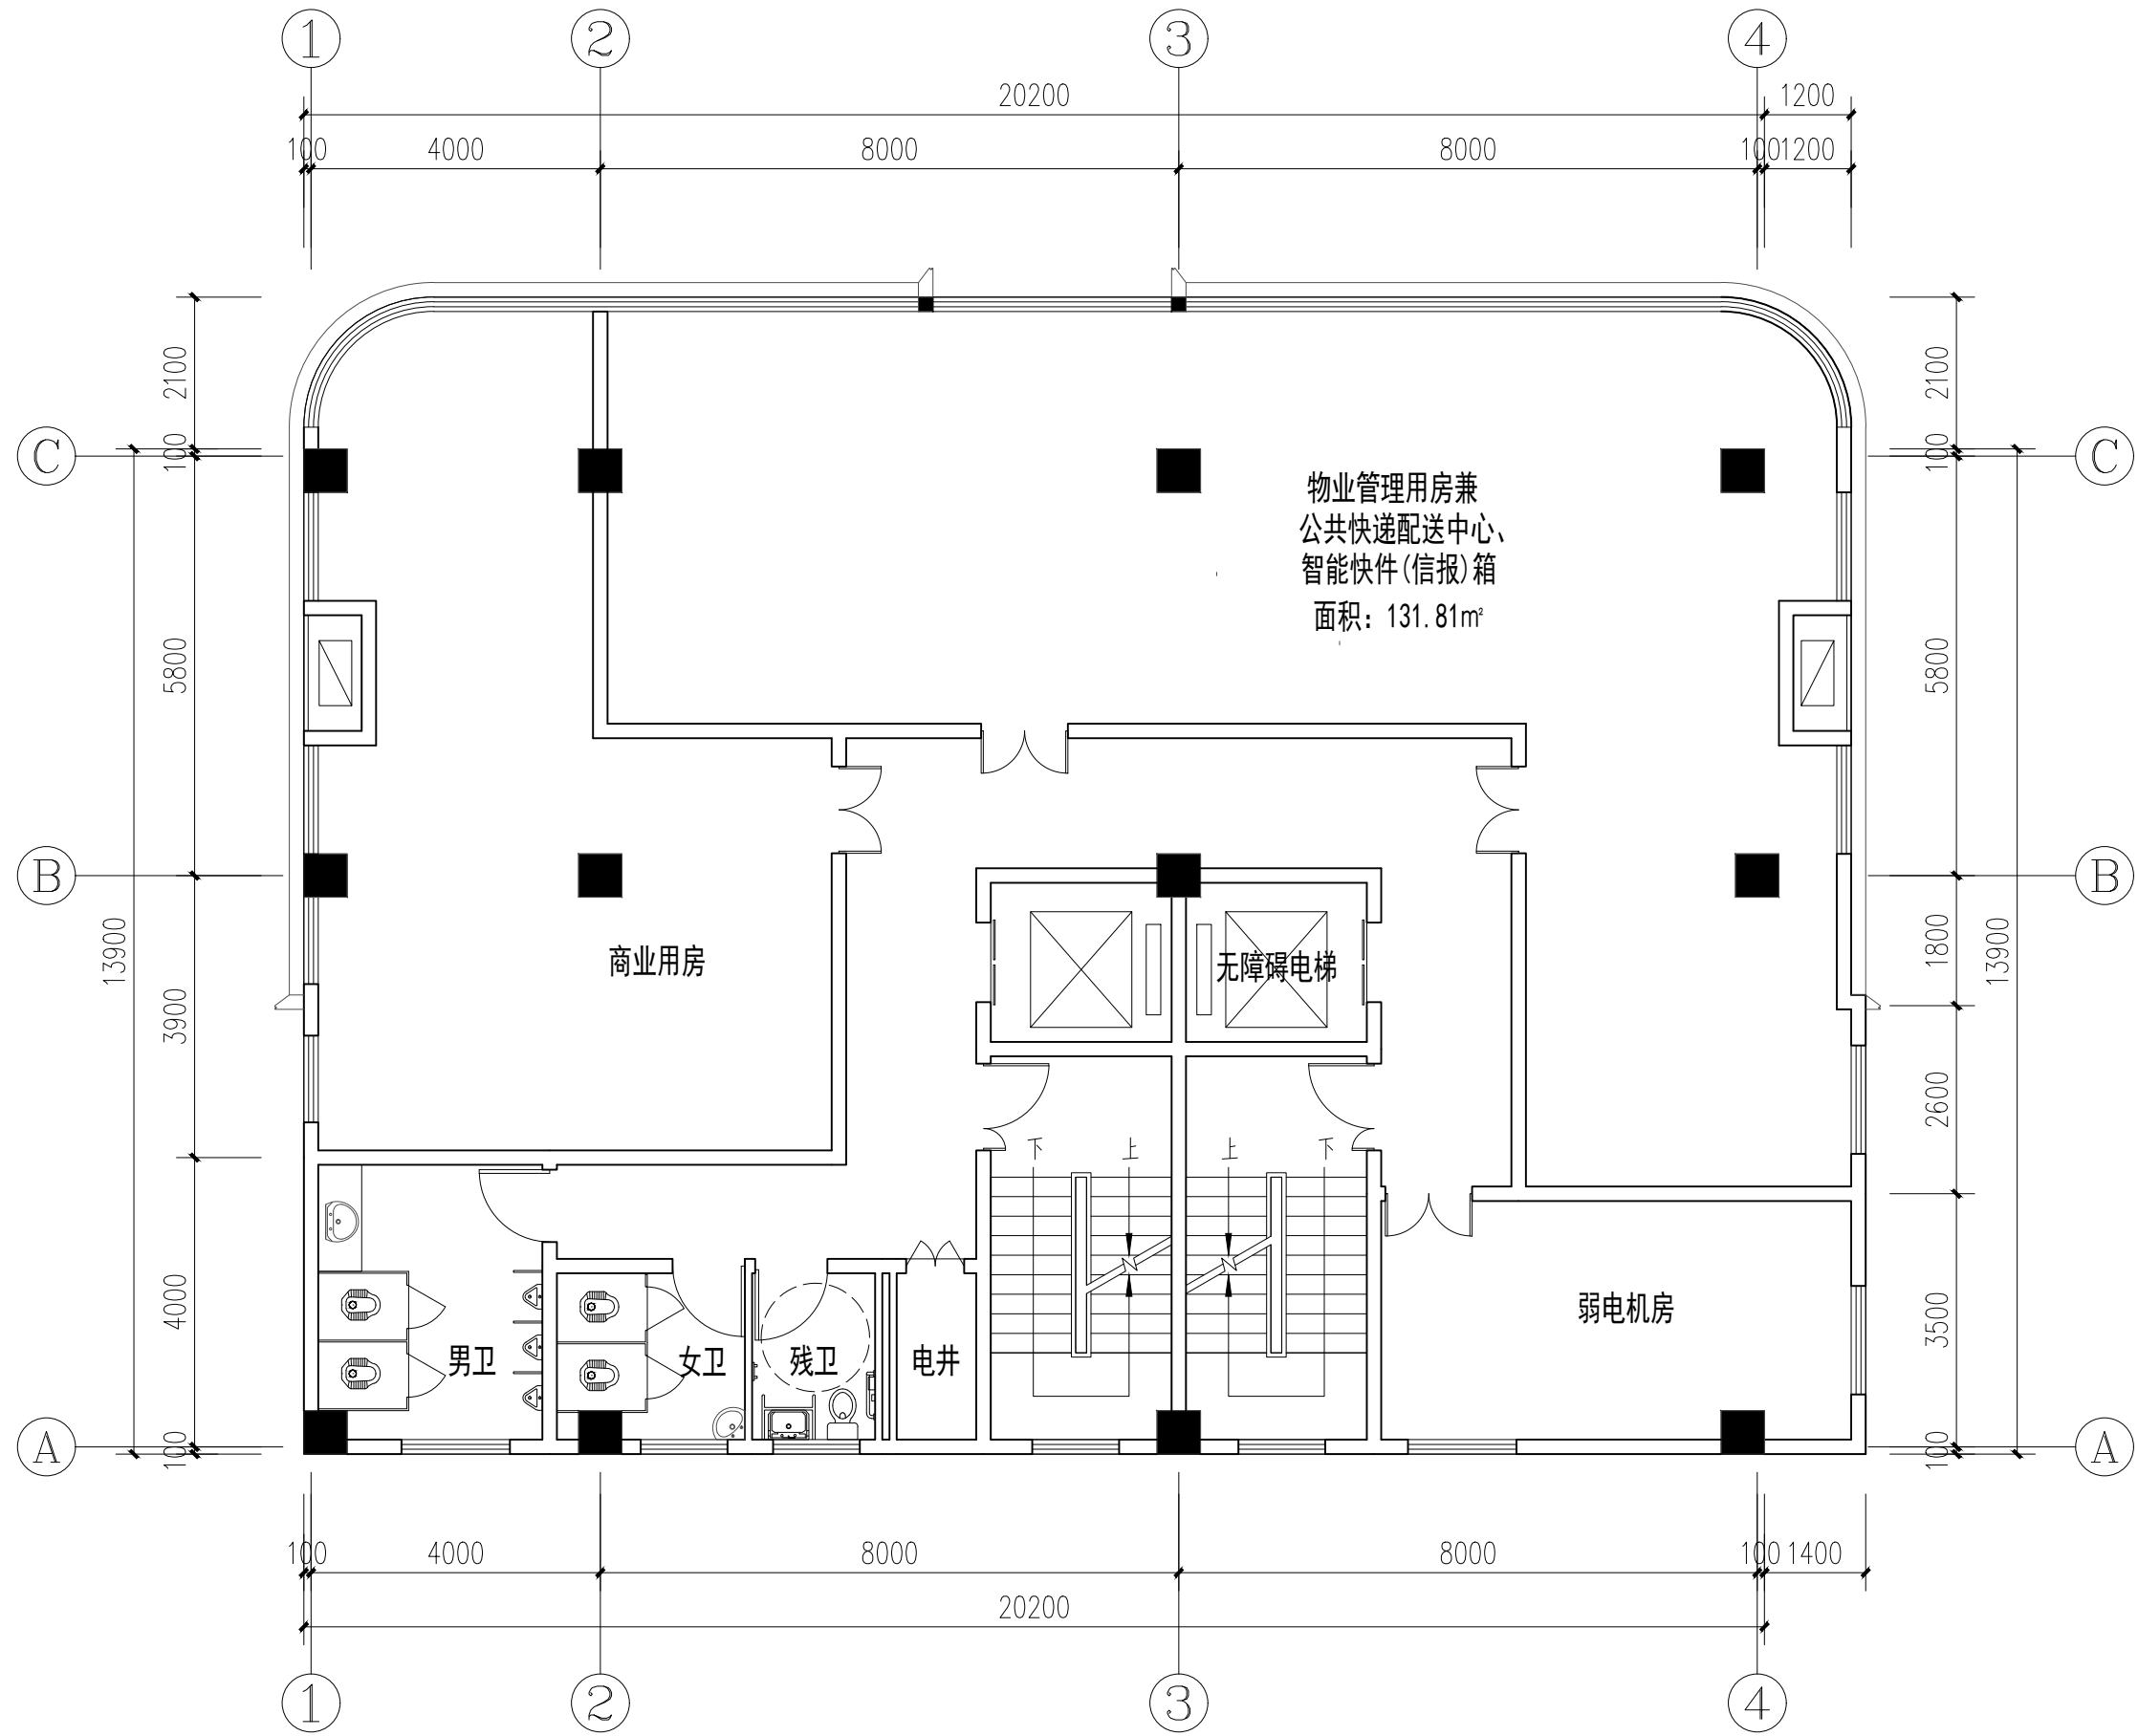 1 2 3 4
20200 1200
100 4000 8000 8000 100 1200
2100 2100
C 100 100 C
物业管理用房兼
公共快递配送中心、
智能快件(信报)箱
面积: 131.81㎡
5800 5800
B B
13900 1800 13900
商业用房 无障碍电梯
3900 2600
下 上 上 下
4000 3500
弱电机房
男卫 女卫 残卫 电井
A 100 100 A
100 4000 8000 8000 100 1400
20200
1 2 3 4